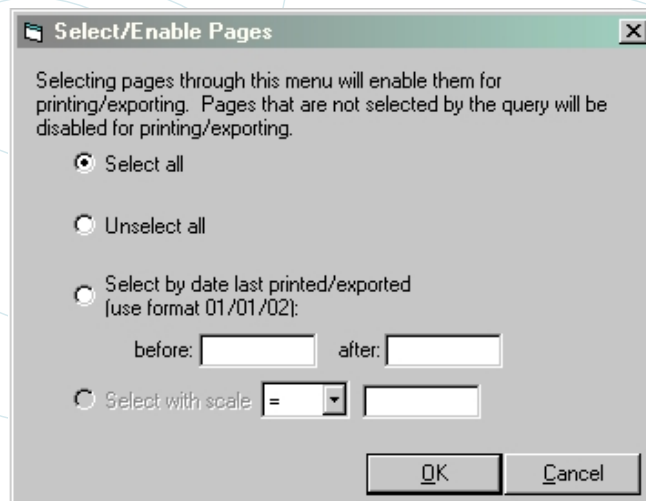 Select/Enable Pages
Selecting pages through this menu will enable them for
printing/exporting. Pages that are not selected by the query will be
disabled for printing/exporting.
Select all
Unselect all
Select by date last printed/exported
(use format 01/01/02):
before: after:
Select with scale =
OK Cancel